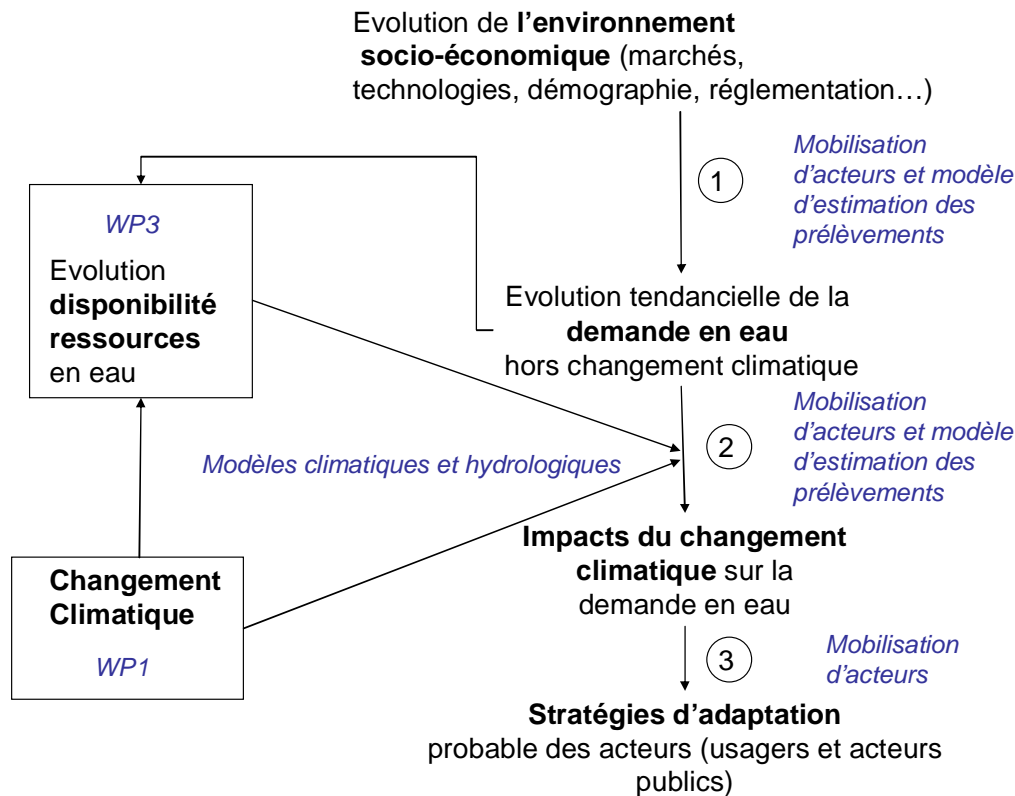 Evolution de l’environnement
socio-économique (marchés,
technologies, démographie, réglementation…)
Mobilisation
d’acteurs et modèle
d’estimation des
prélèvements
1
WP3
Evolution
disponibilité
ressources
en eau
Evolution tendancielle de la
demande en eau
hors changement climatique
Mobilisation
d’acteurs et modèle
d’estimation des
prélèvements
2
Modèles climatiques et hydrologiques
Impacts du changement
climatique sur la
demande en eau
Changement
Climatique
WP1
3
Mobilisation
d’acteurs
Stratégies d’adaptation
probable des acteurs (usagers et acteurs
publics)